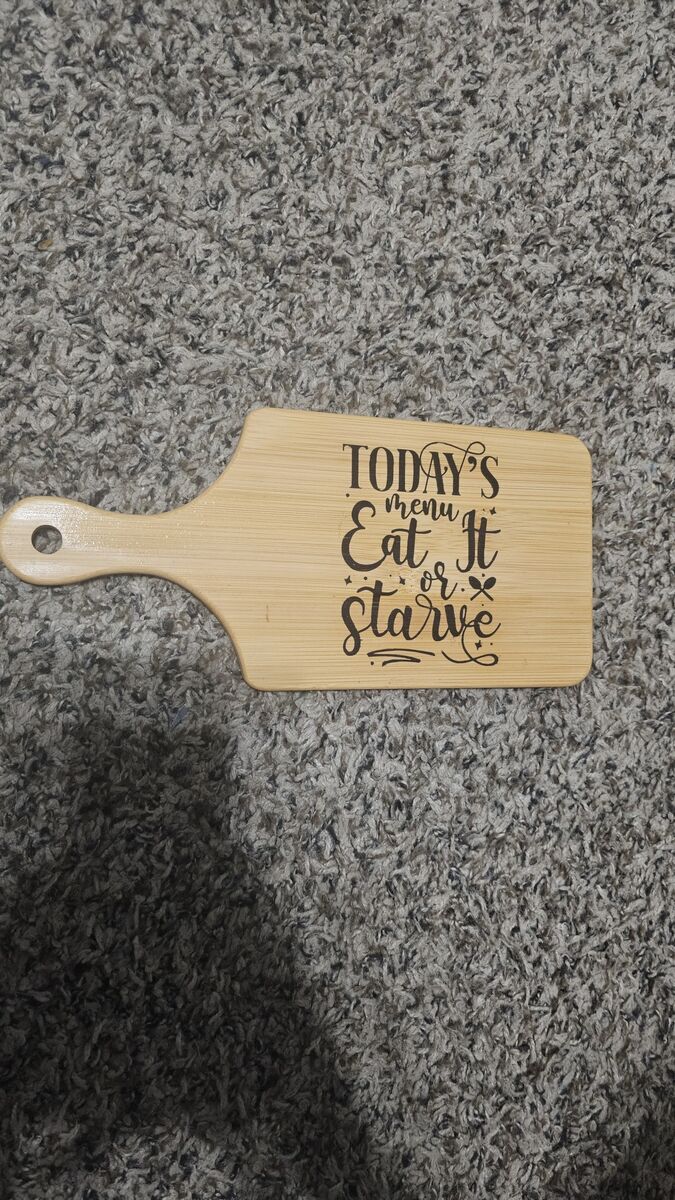 TODAY'S
menu
Eat It
or
starve